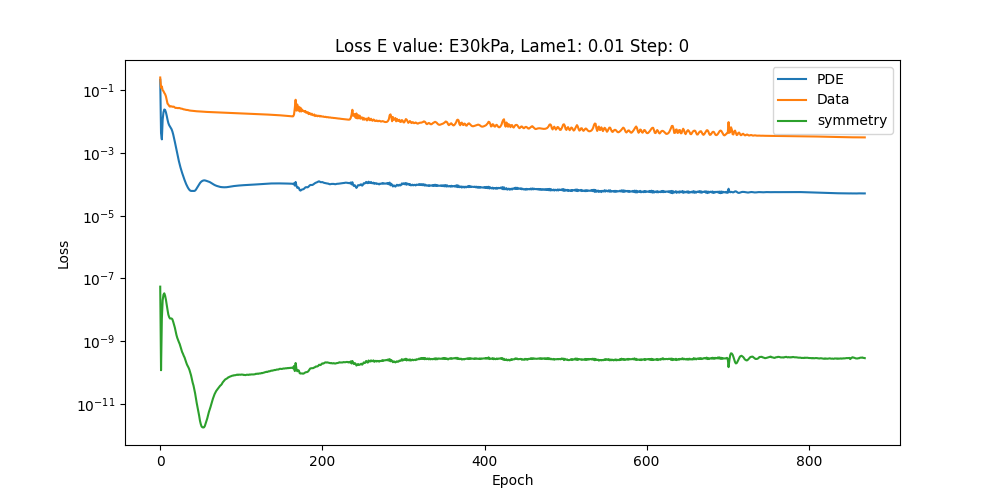 Loss E value: E30kPa, Lame1: 0.01 Step: 0
PDE
Data
symmetry
Loss
10⁻¹
10⁻³
10⁻⁵
10⁻⁷
10⁻⁹
10⁻¹¹
0 200 400 600 800
Epoch